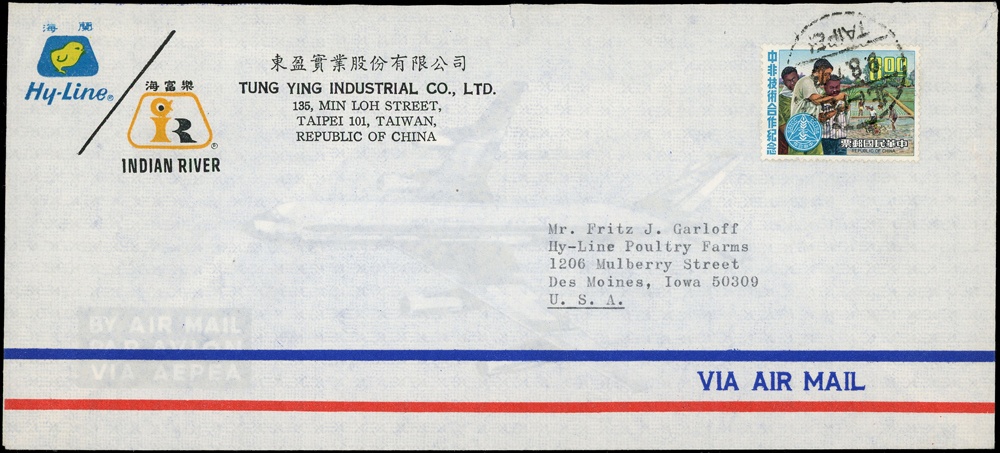 海蘭
Hy-Line®
海富樂
iR®
INDIAN RIVER
東盈實業股份有限公司
TUNG YING INDUSTRIAL CO., LTD.
135, MIN LOH STREET,
TAIPEI 101, TAIWAN,
REPUBLIC OF CHINA
TAIPEI
8.00
中非技術合作紀念
票郵國民華中
REPUBLIC OF CHINA
Mr. Fritz J. Garloff
Hy-Line Poultry Farms
1206 Mulberry Street
Des Moines, Iowa 50309
U. S. A.
BY AIR MAIL
PAR AVION
VIA AEPEA
VIA AIR MAIL